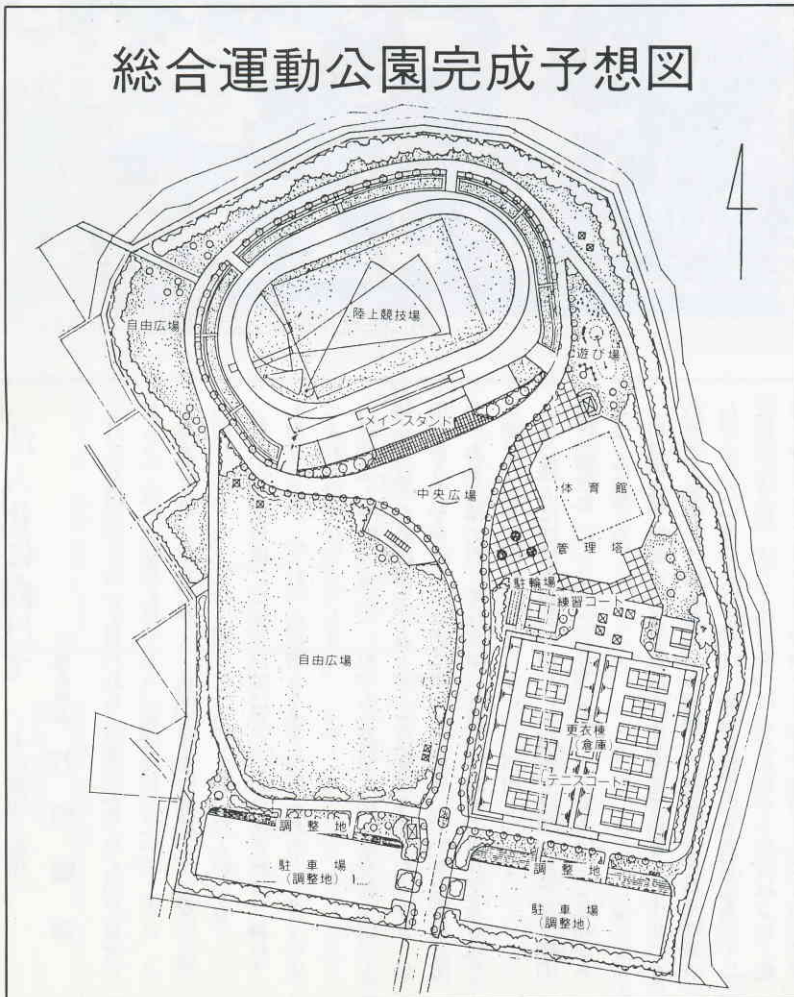 総合運動公園完成予想図
陸上競技場
自由広場
遊び場
メインスタンド
中央広場
体育館
管理塔
駐輪場
練習コート
自由広場
更衣棟
(倉庫)
テニスコート
調整地
駐車場
(調整地)
調整地
駐車場
(調整地)